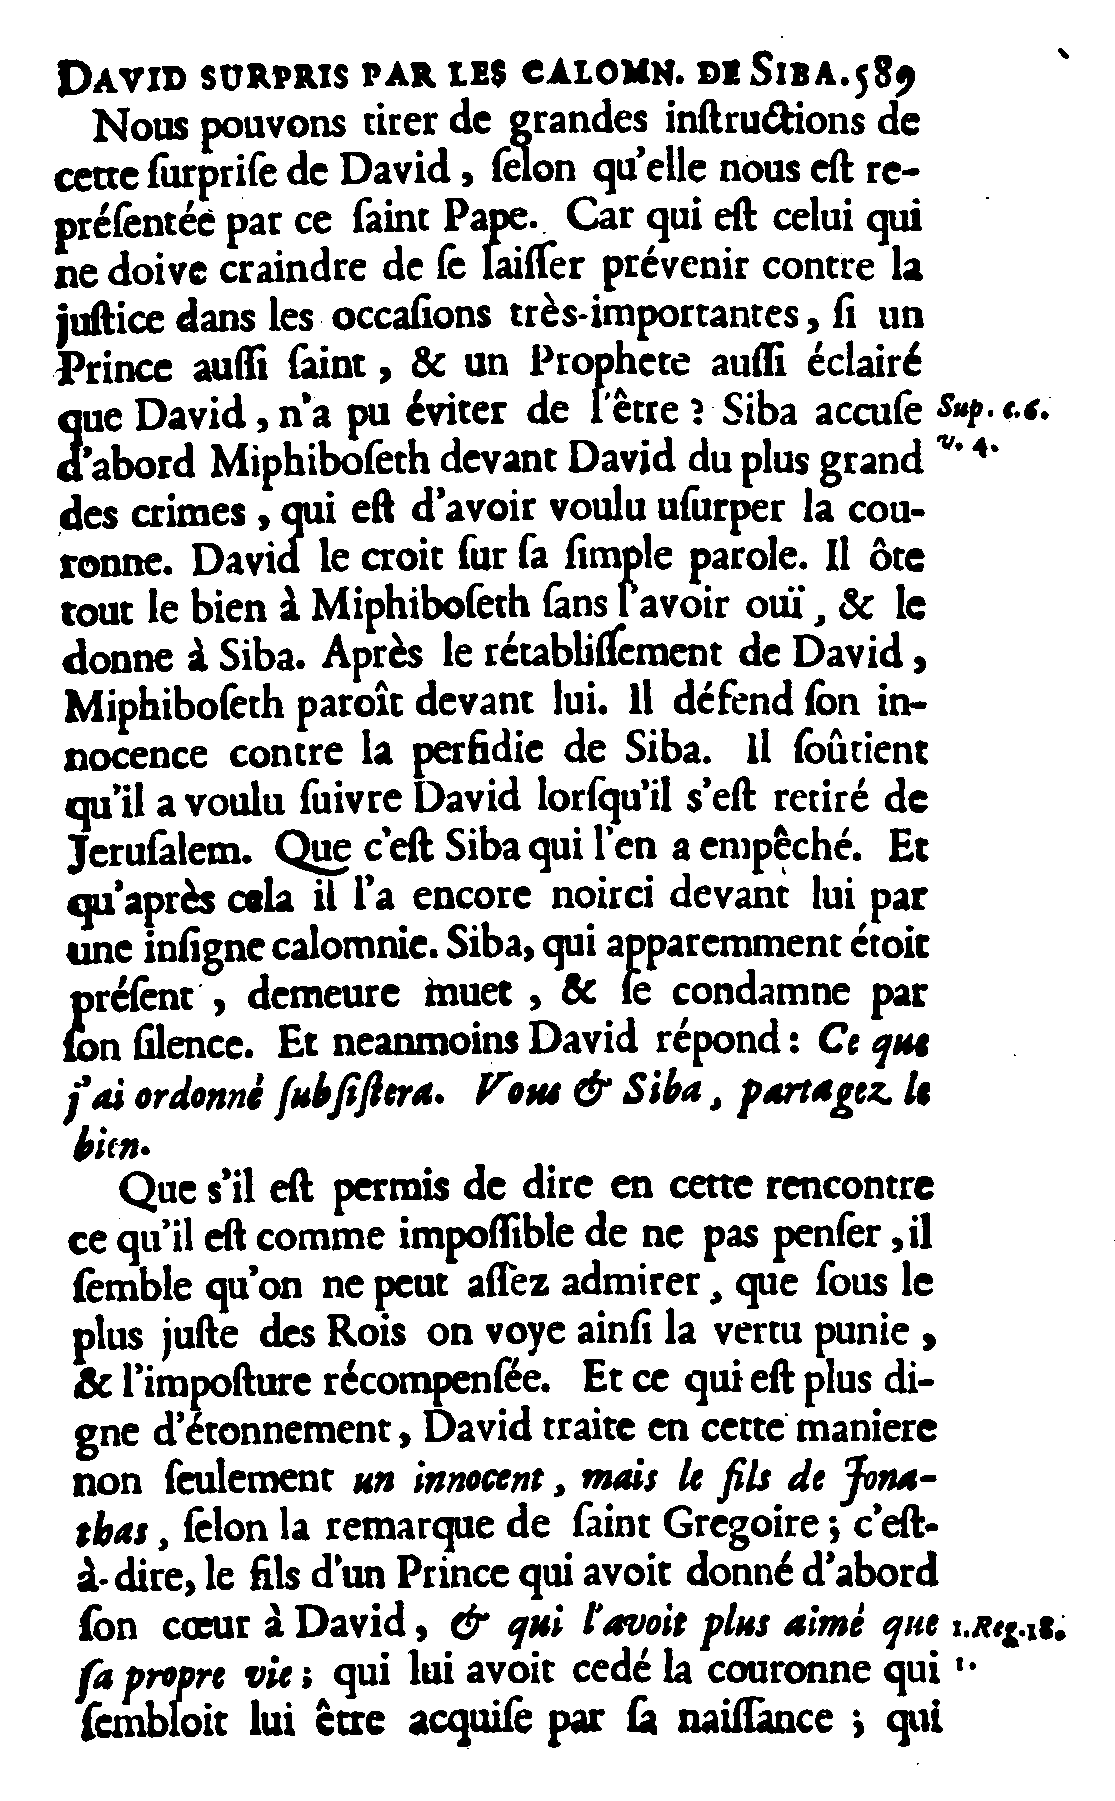 DAVID SURPRIS PAR LES CALOMN. DE SIBA. 589
Nous pouvons tirer de grandes inſtructions de
cette ſurpriſe de David, ſelon qu'elle nous eſt re-
préſentée par ce ſaint Pape. Car qui eſt celui qui
ne doive craindre de ſe laiſſer prévenir contre la
juſtice dans les occaſions très-importantes, ſi un
Prince auſſi ſaint, & un Prophete auſſi éclairé
que David, n'a pu éviter de l'être ? Siba accuſe
Sup. c. 6.
d'abord Miphiboſeth devant David du plus grand
v. 4.
des crimes, qui eſt d'avoir voulu uſurper la cou-
ronne. David le croit ſur ſa ſimple parole. Il ôte
tout le bien à Miphiboſeth ſans l'avoir ouï, & le
donne à Siba. Après le rétabliſſement de David,
Miphiboſeth paroît devant lui. Il défend ſon in-
nocence contre la perfidie de Siba. Il ſoûtient
qu'il a voulu ſuivre David lorſqu'il s'eſt retiré de
Jeruſalem. Que c'eſt Siba qui l'en a empêché. Et
qu'après cela il l'a encore noirci devant lui par
une inſigne calomnie. Siba, qui apparemment étoit
préſent, demeure muet, & ſe condamne par
ſon ſilence. Et neanmoins David répond : Ce que
j'ai ordonné ſubſiſtera. Vous & Siba, partagez le
bien.
Que s'il eſt permis de dire en cette rencontre
ce qu'il eſt comme impoſſible de ne pas penſer, il
ſemble qu'on ne peut aſſez admirer, que ſous le
plus juſte des Rois on voye ainſi la vertu punie,
& l'impoſture récompenſée. Et ce qui eſt plus di-
gne d'étonnement, David traite en cette maniere
non ſeulement un innocent, mais le fils de Jona-
thas, ſelon la remarque de ſaint Gregoire ; c'eſt-
à-dire, le fils d'un Prince qui avoit donné d'abord
ſon cœur à David, & qui l'avoit plus aimé que
1. Reg. 18.
ſa propre vie ; qui lui avoit cedé la couronne qui
1.
ſembloit lui être acquiſe par ſa naiſſance ; qui